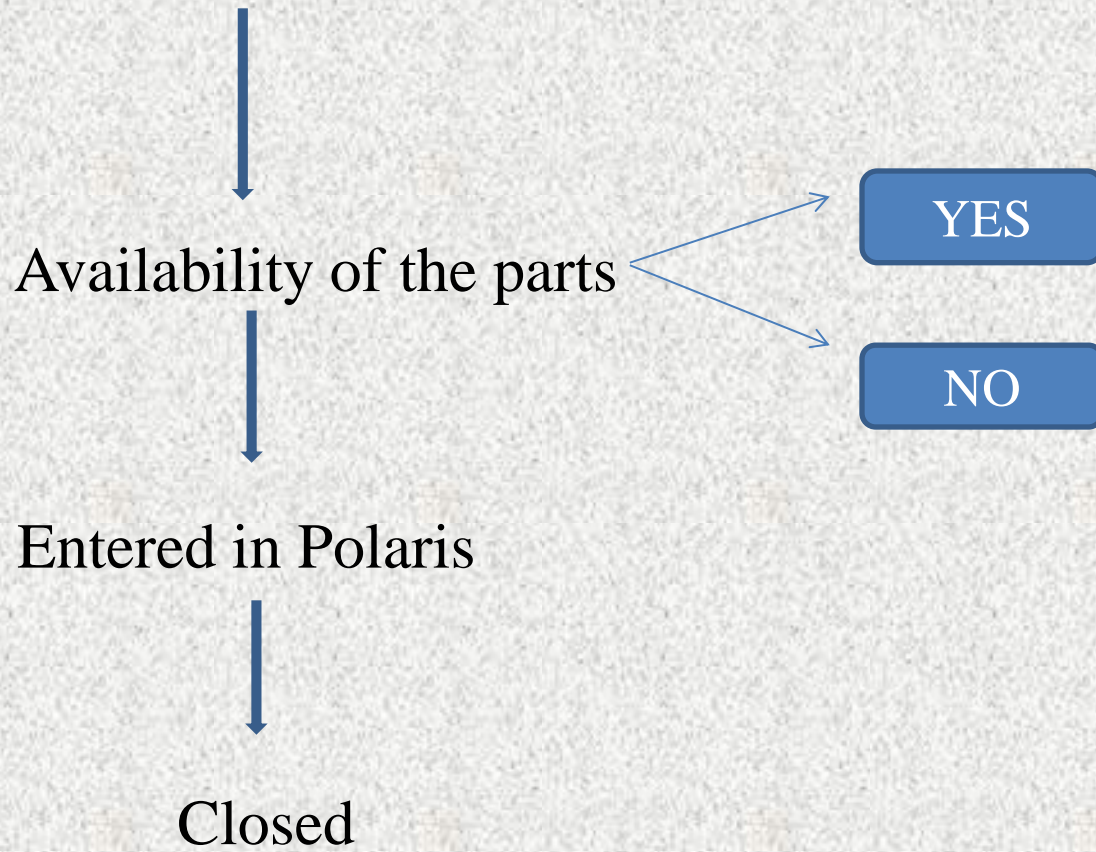 Availability of the parts
YES
NO
Entered in Polaris
Closed